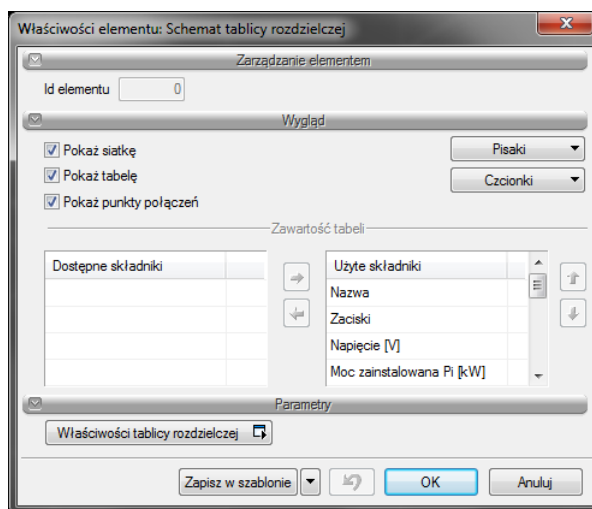 Właściwości elementu: Schemat tablicy rozdzielczej
Zarządzanie elementem
Id elementu 0
Wygląd
Pokaż siatkę
Pisaki
Pokaż tabelę
Czcionki
Pokaż punkty połączeń
Zawartość tabeli
Dostępne składniki
Użyte składniki
Nazwa
Zaciski
Napięcie [V]
Moc zainstalowana Pi [kW]
Parametry
Właściwości tablicy rozdzielczej
Zapisz w szablonie
OK
Anuluj